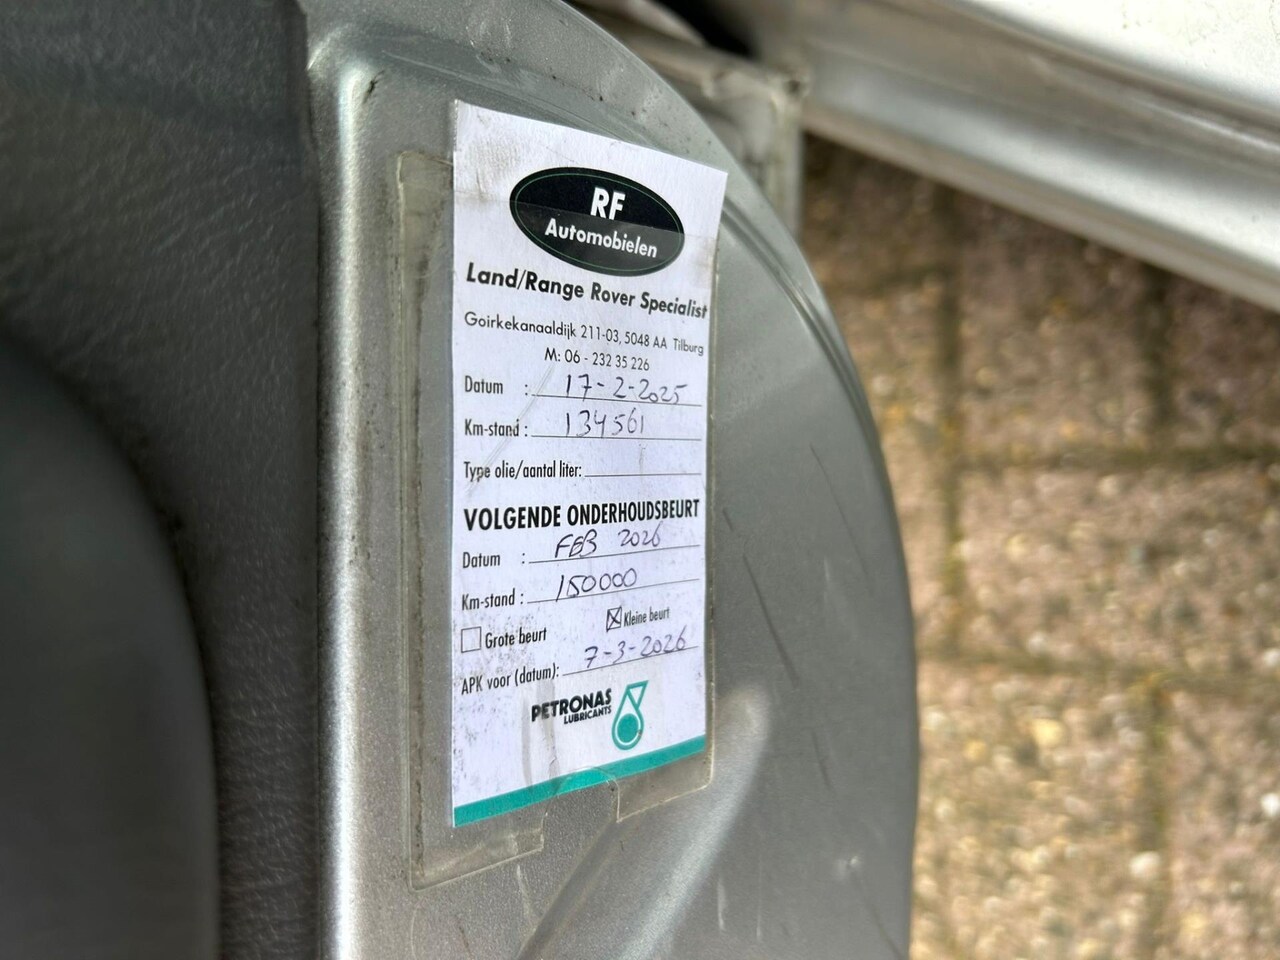 RF
Automobielen
Land/Range Rover Specialist
Goirkekanaaldijk 211-03, 5048 AA Tilburg
M: 06 - 232 35 226
Datum : 17-2-2025
Km-stand : 134561
Type olie/aantal liter:
VOLGENDE ONDERHOUDSBEURT
Datum : FEB 2026
Km-stand : 150000
Grote beurt Kleine beurt
APK voor (datum): 7-3-2026
PETRONAS
LUBRICANTS